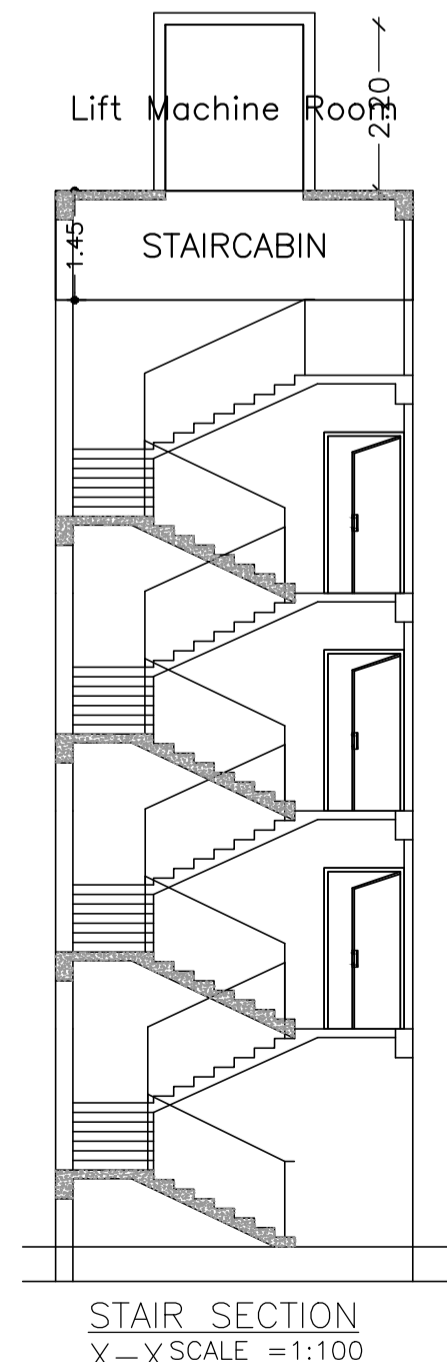 Lift Machine Room
2.20
1.45
STAIRCABIN
STAIR SECTION
X-X SCALE =1:100